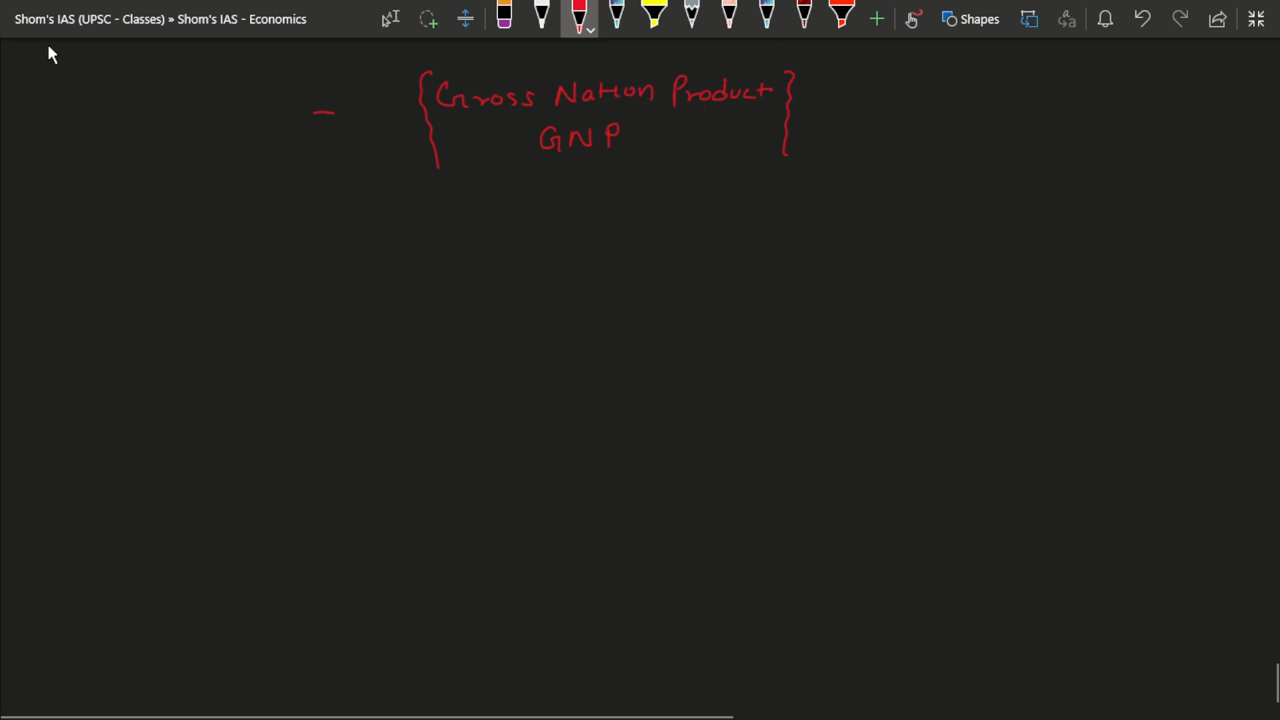 Shom's IAS (UPSC - Classes) » Shom's IAS - Economics
Shapes
– {Gross Nation Product}
GNP